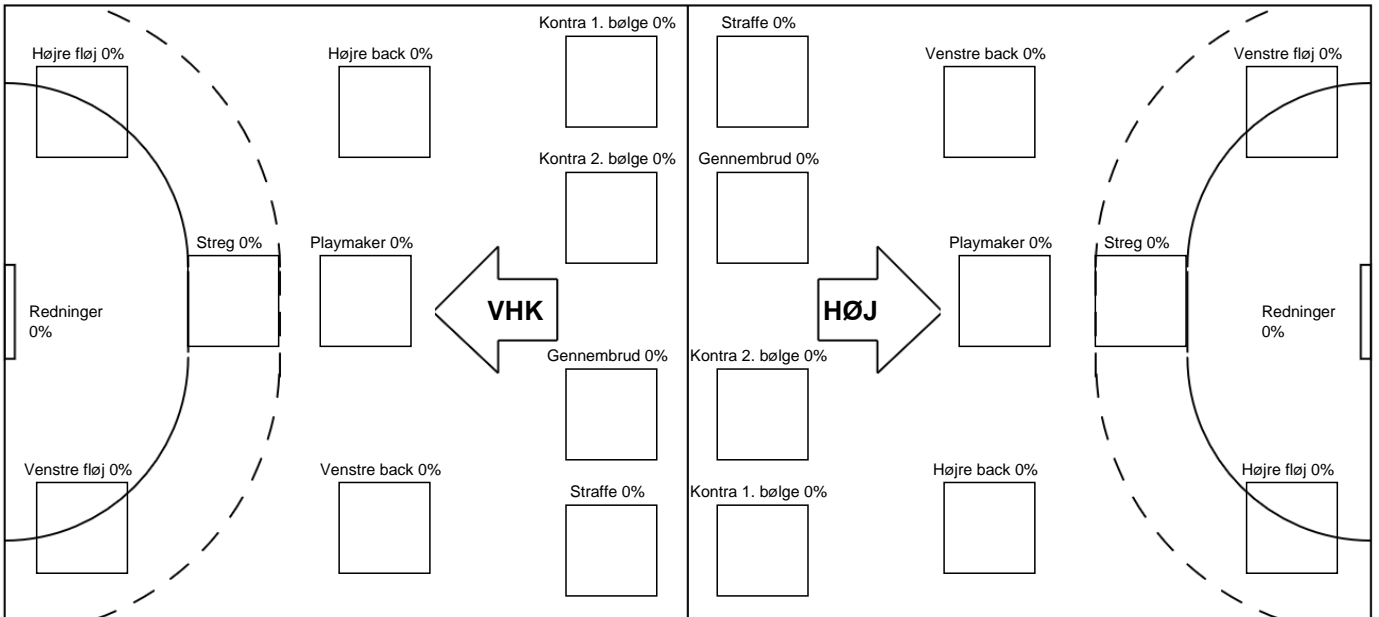 Kontra 1. bølge 0%
Straffe 0%
Højre fløj 0%
Højre back 0%
Venstre back 0%
Venstre fløj 0%
Kontra 2. bølge 0%
Gennembrud 0%
Streg 0%
Playmaker 0%
Playmaker 0%
Streg 0%
Redninger
0%
VHK
HØJ
Redninger
0%
Gennembrud 0%
Kontra 2. bølge 0%
Venstre fløj 0%
Venstre back 0%
Højre back 0%
Højre fløj 0%
Straffe 0%
Kontra 1. bølge 0%